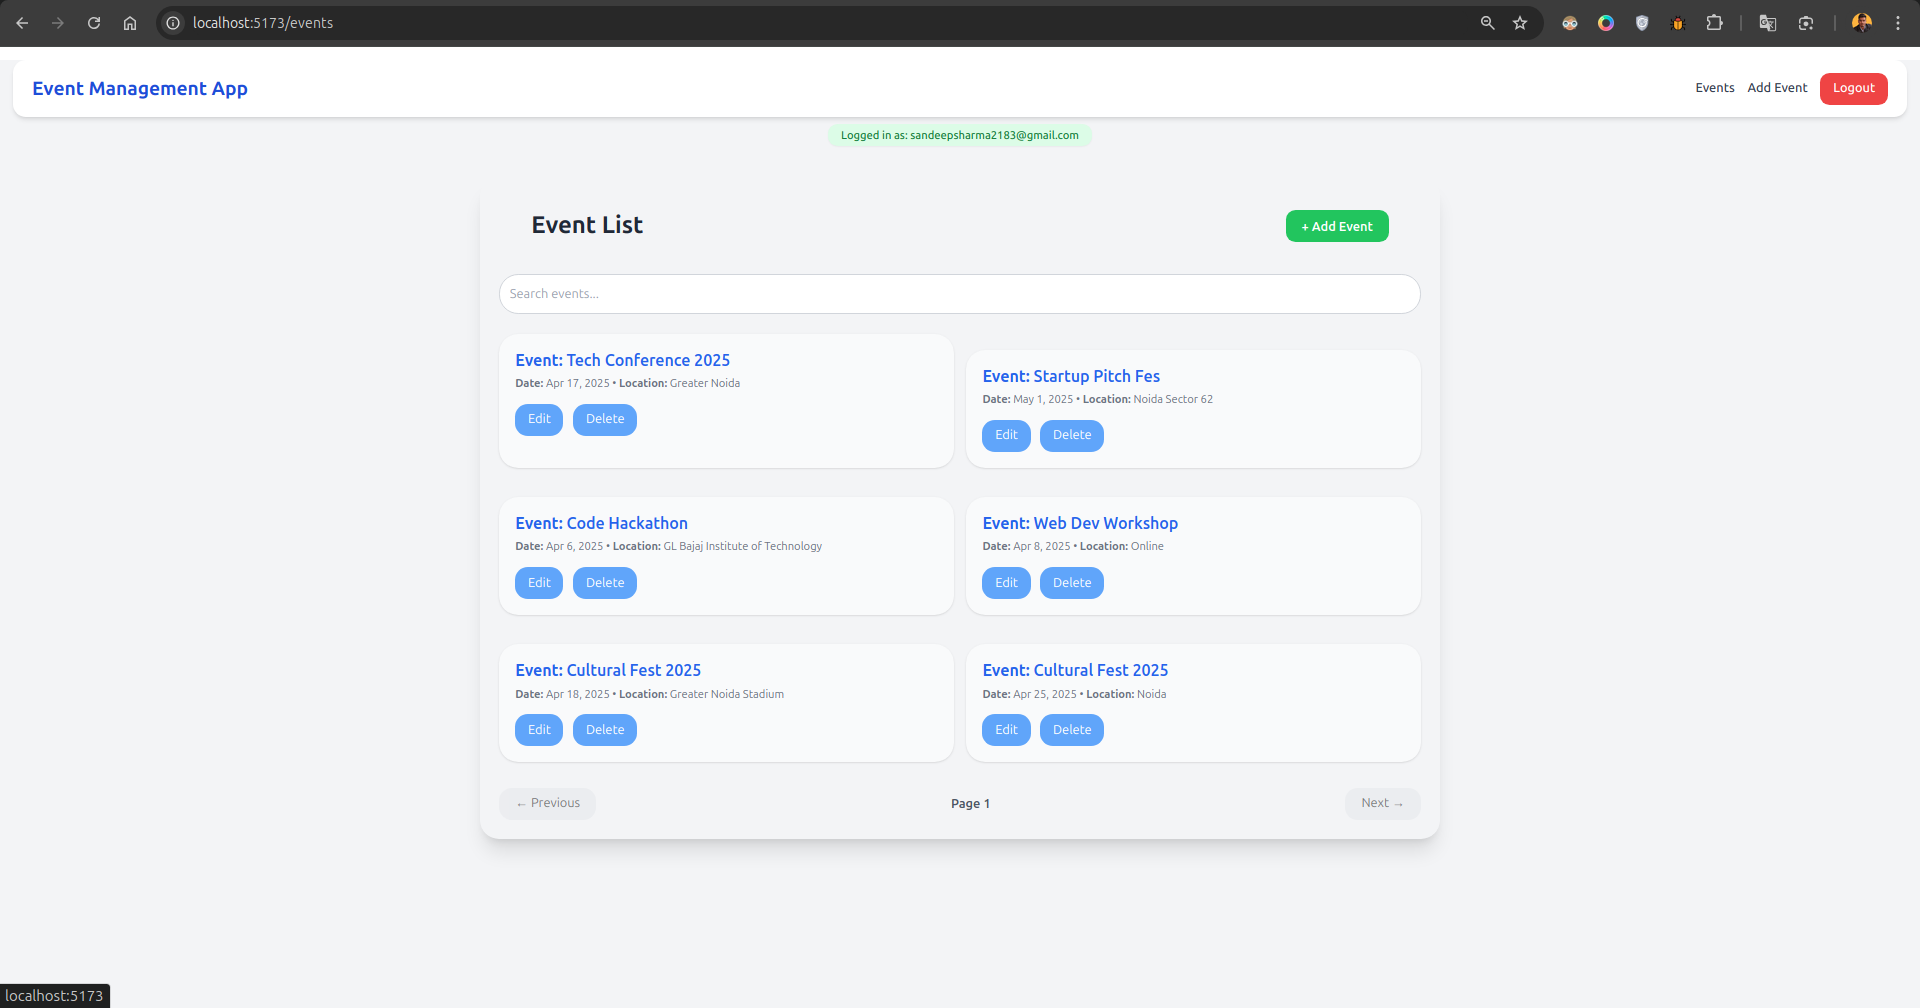 localhost:5173/events
Event Management App
Events Add Event Logout
Logged in as: sandeepsharma2183@gmail.com
Event List
+ Add Event
Search events...
Event: Tech Conference 2025
Date: Apr 17, 2025 • Location: Greater Noida
Edit Delete
Event: Startup Pitch Fes
Date: May 1, 2025 • Location: Noida Sector 62
Edit Delete
Event: Code Hackathon
Date: Apr 6, 2025 • Location: GL Bajaj Institute of Technology
Edit Delete
Event: Web Dev Workshop
Date: Apr 8, 2025 • Location: Online
Edit Delete
Event: Cultural Fest 2025
Date: Apr 18, 2025 • Location: Greater Noida Stadium
Edit Delete
Event: Cultural Fest 2025
Date: Apr 25, 2025 • Location: Noida
Edit Delete
← Previous
Page 1
Next →
localhost:5173